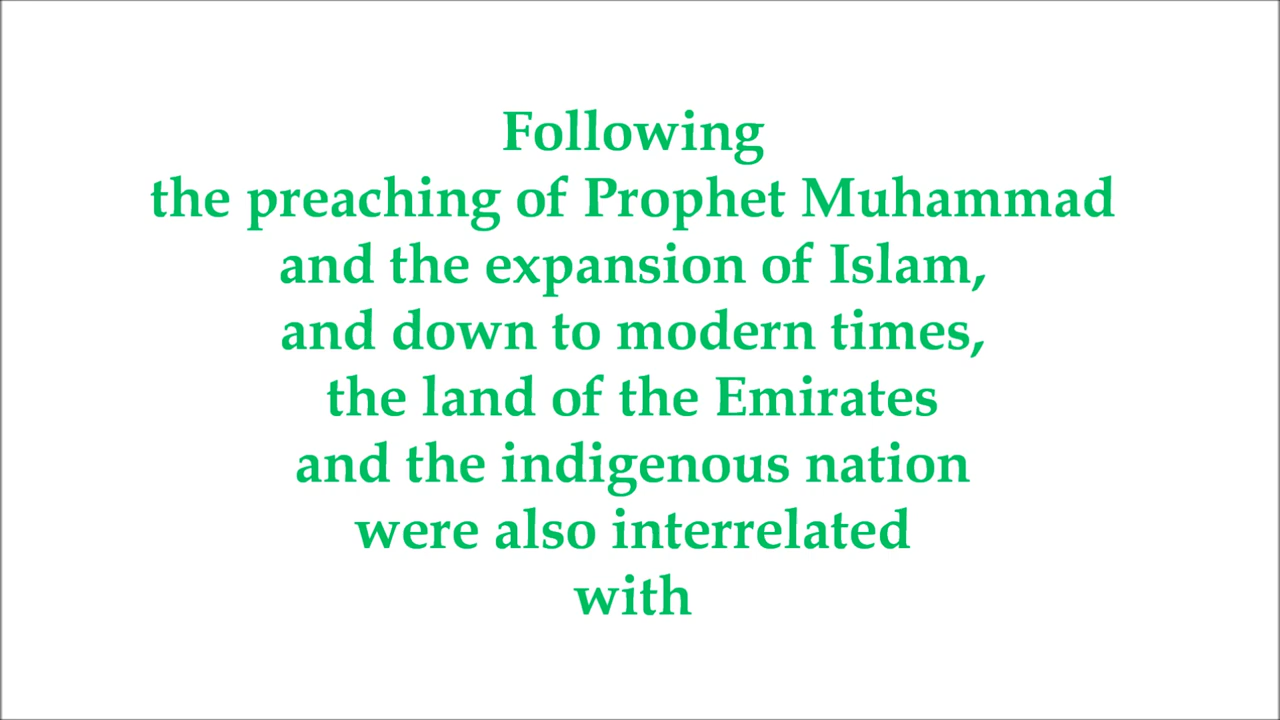 Following
the preaching of Prophet Muhammad
and the expansion of Islam,
and down to modern times,
the land of the Emirates
and the indigenous nation
were also interrelated
with